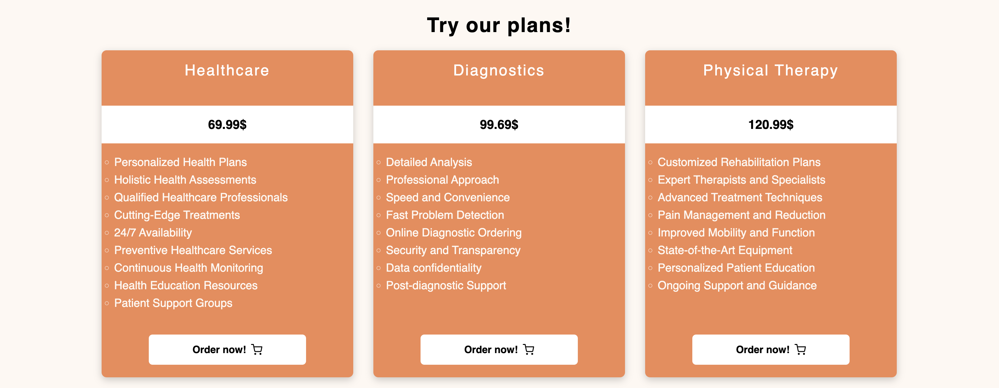 Try our plans!
Healthcare
69.99$
Personalized Health Plans
Holistic Health Assessments
Qualified Healthcare Professionals
Cutting-Edge Treatments
24/7 Availability
Preventive Healthcare Services
Continuous Health Monitoring
Health Education Resources
Patient Support Groups
Order now!
Diagnostics
99.69$
Detailed Analysis
Professional Approach
Speed and Convenience
Fast Problem Detection
Online Diagnostic Ordering
Security and Transparency
Data confidentiality
Post-diagnostic Support
Order now!
Physical Therapy
120.99$
Customized Rehabilitation Plans
Expert Therapists and Specialists
Advanced Treatment Techniques
Pain Management and Reduction
Improved Mobility and Function
State-of-the-Art Equipment
Personalized Patient Education
Ongoing Support and Guidance
Order now!